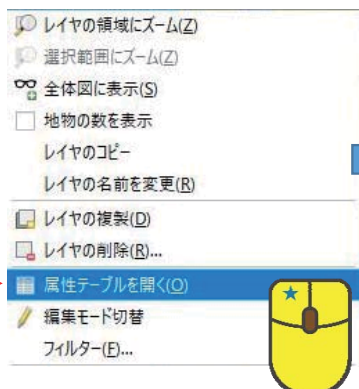 レイヤの領域にズーム(Z)
選択範囲にズーム(Z)
全体図に表示(S)
地物の数を表示
レイヤのコピー
レイヤの名前を変更(R)
レイヤの複製(D)
レイヤの削除(R)...
属性テーブルを開く(O)
編集モード切替
フィルター(F)...